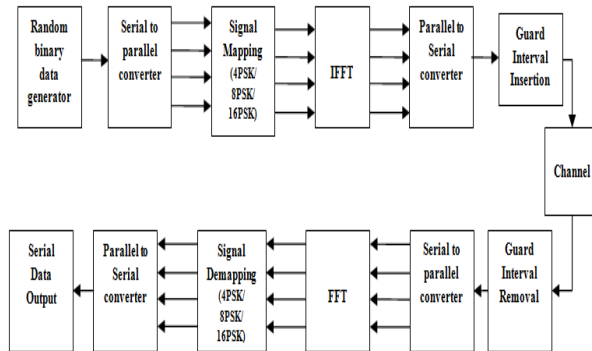 Random
binary
data
generator
Serial to
parallel
converter
Signal
Mapping
(4PSK/
8PSK/
16PSK)
IFFT
Parallel to
Serial
converter
Guard
Interval
Insertion
Channel
Serial
Data
Output
Parallel to
Serial
converter
Signal
Demapping
(4PSK/
8PSK/
16PSK)
FFT
Serial to
parallel
converter
Guard
Interval
Removal